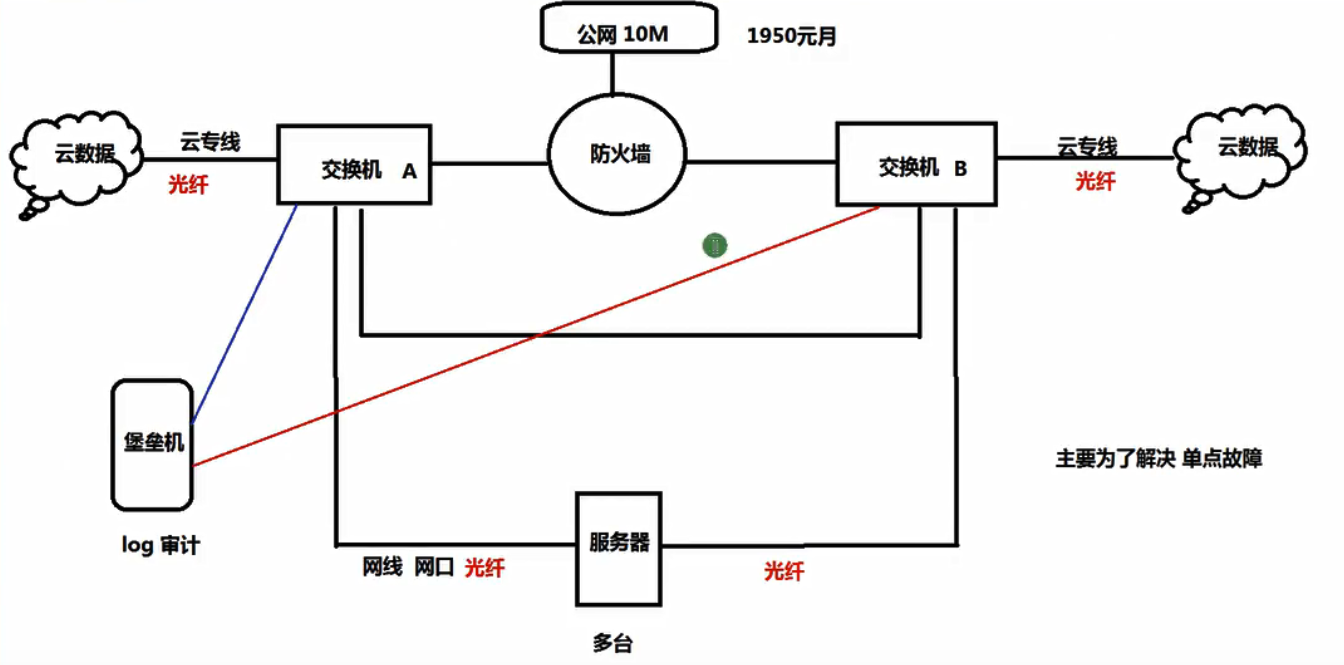 公网 10M
1950元月
云数据
云专线
光纤
交换机 A
防火墙
交换机 B
云专线
光纤
云数据
堡垒机
log 审计
主要为了解决 单点故障
服务器
网线 网口 光纤
光纤
多台